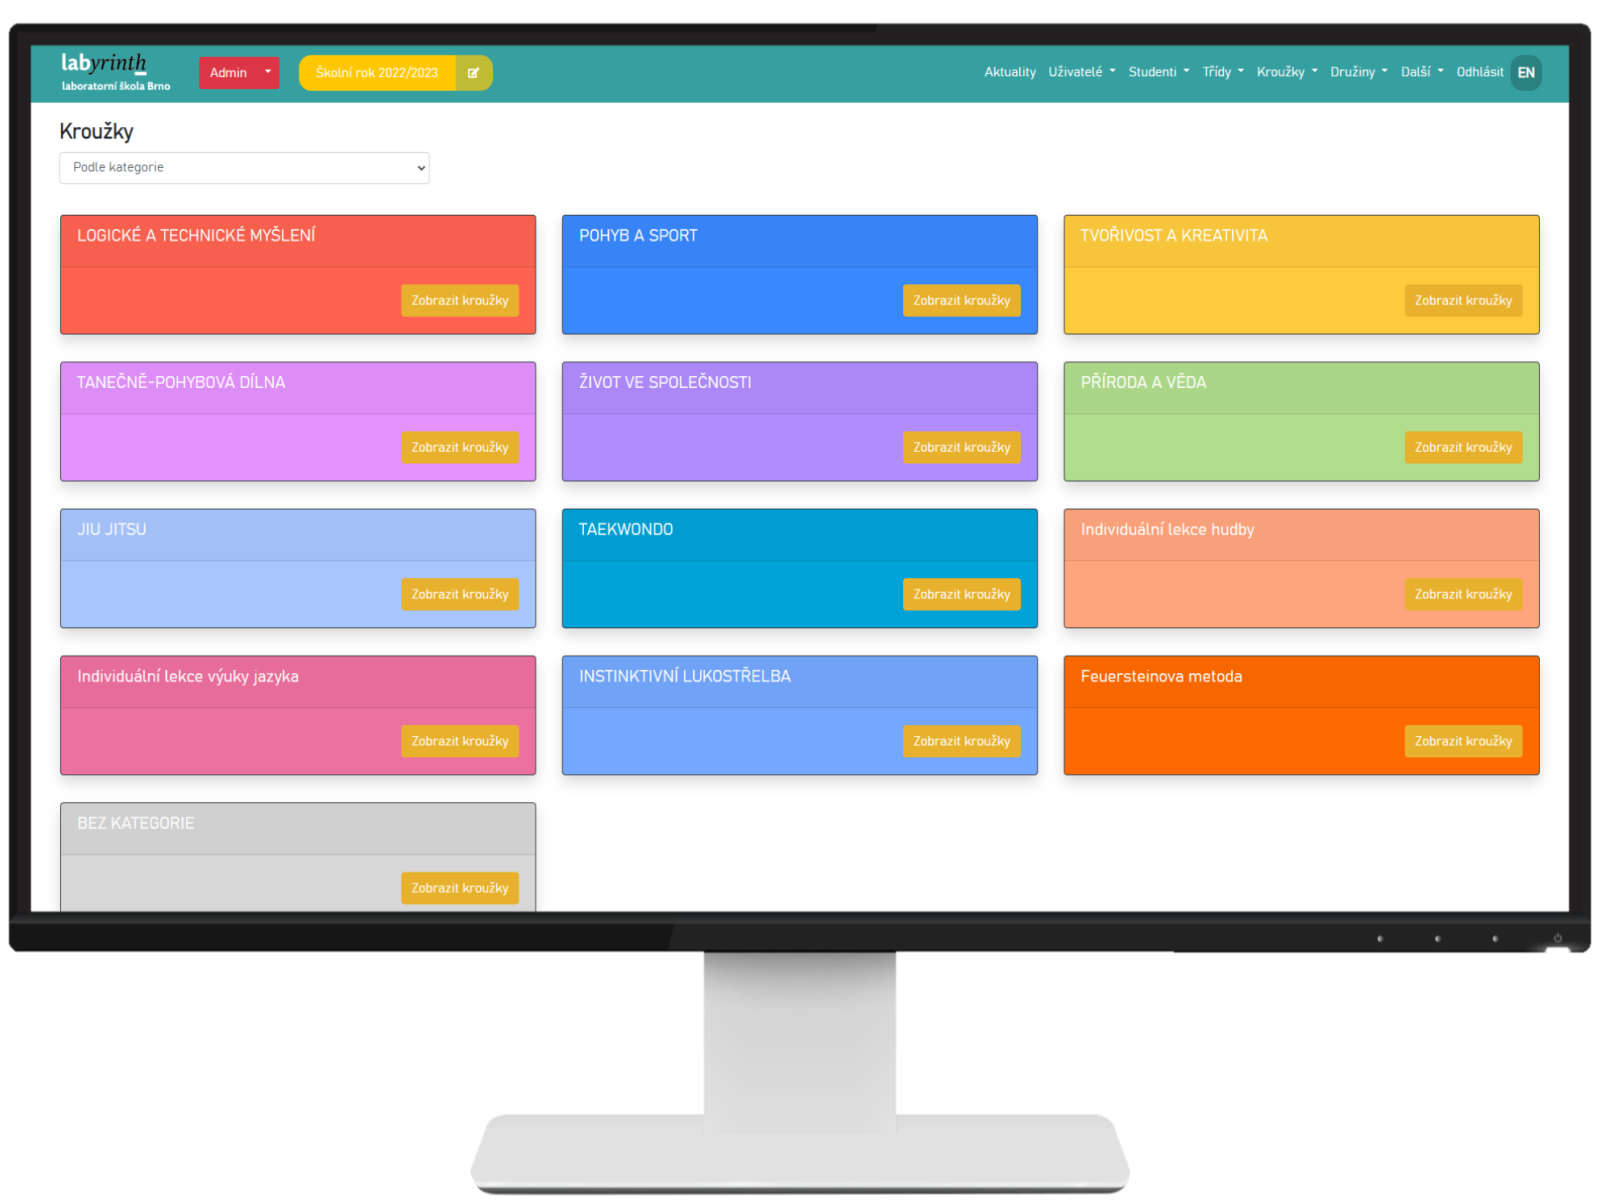 labyrinth
laboratorní škola Brno
Admin
Školní rok 2022/2023
Aktuality Uživatelé Studenti Třídy Kroužky Družiny Další Odhlásit EN
Kroužky
Podle kategorie
LOGICKÉ A TECHNICKÉ MYŠLENÍ
Zobrazit kroužky
POHYB A SPORT
Zobrazit kroužky
TVOŘIVOST A KREATIVITA
Zobrazit kroužky
TANEČNĚ-POHYBOVÁ DÍLNA
Zobrazit kroužky
ŽIVOT VE SPOLEČNOSTI
Zobrazit kroužky
PŘÍRODA A VĚDA
Zobrazit kroužky
JIU JITSU
Zobrazit kroužky
TAEKWONDO
Zobrazit kroužky
Individuální lekce hudby
Zobrazit kroužky
Individuální lekce výuky jazyka
Zobrazit kroužky
INSTINKTIVNÍ LUKOSTŘELBA
Zobrazit kroužky
Feuersteinova metoda
Zobrazit kroužky
BEZ KATEGORIE
Zobrazit kroužky